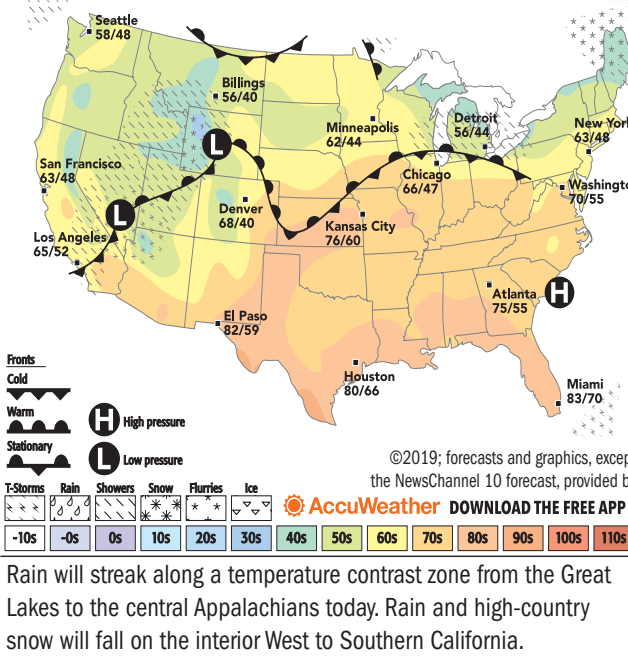 Seattle
58/48
Billings
56/40
Minneapolis
62/44
Detroit
56/44
New York
63/48
San Francisco
63/48
Chicago
66/47
Washington
70/55
Denver
68/40
Kansas City
76/60
Los Angeles
65/52
L
L
H
Atlanta
75/55
El Paso
82/59
Houston
80/66
Miami
83/70
Fronts
Cold
Warm
Stationary
H High pressure
L Low pressure
©2019; forecasts and graphics, excep
the NewsChannel 10 forecast, provided b
T-Storms Rain Showers Snow Flurries Ice
AccuWeather DOWNLOAD THE FREE APP
-10s -0s 0s 10s 20s 30s 40s 50s 60s 70s 80s 90s 100s 110s
Rain will streak along a temperature contrast zone from the Great
Lakes to the central Appalachians today. Rain and high-country
snow will fall on the interior West to Southern California.